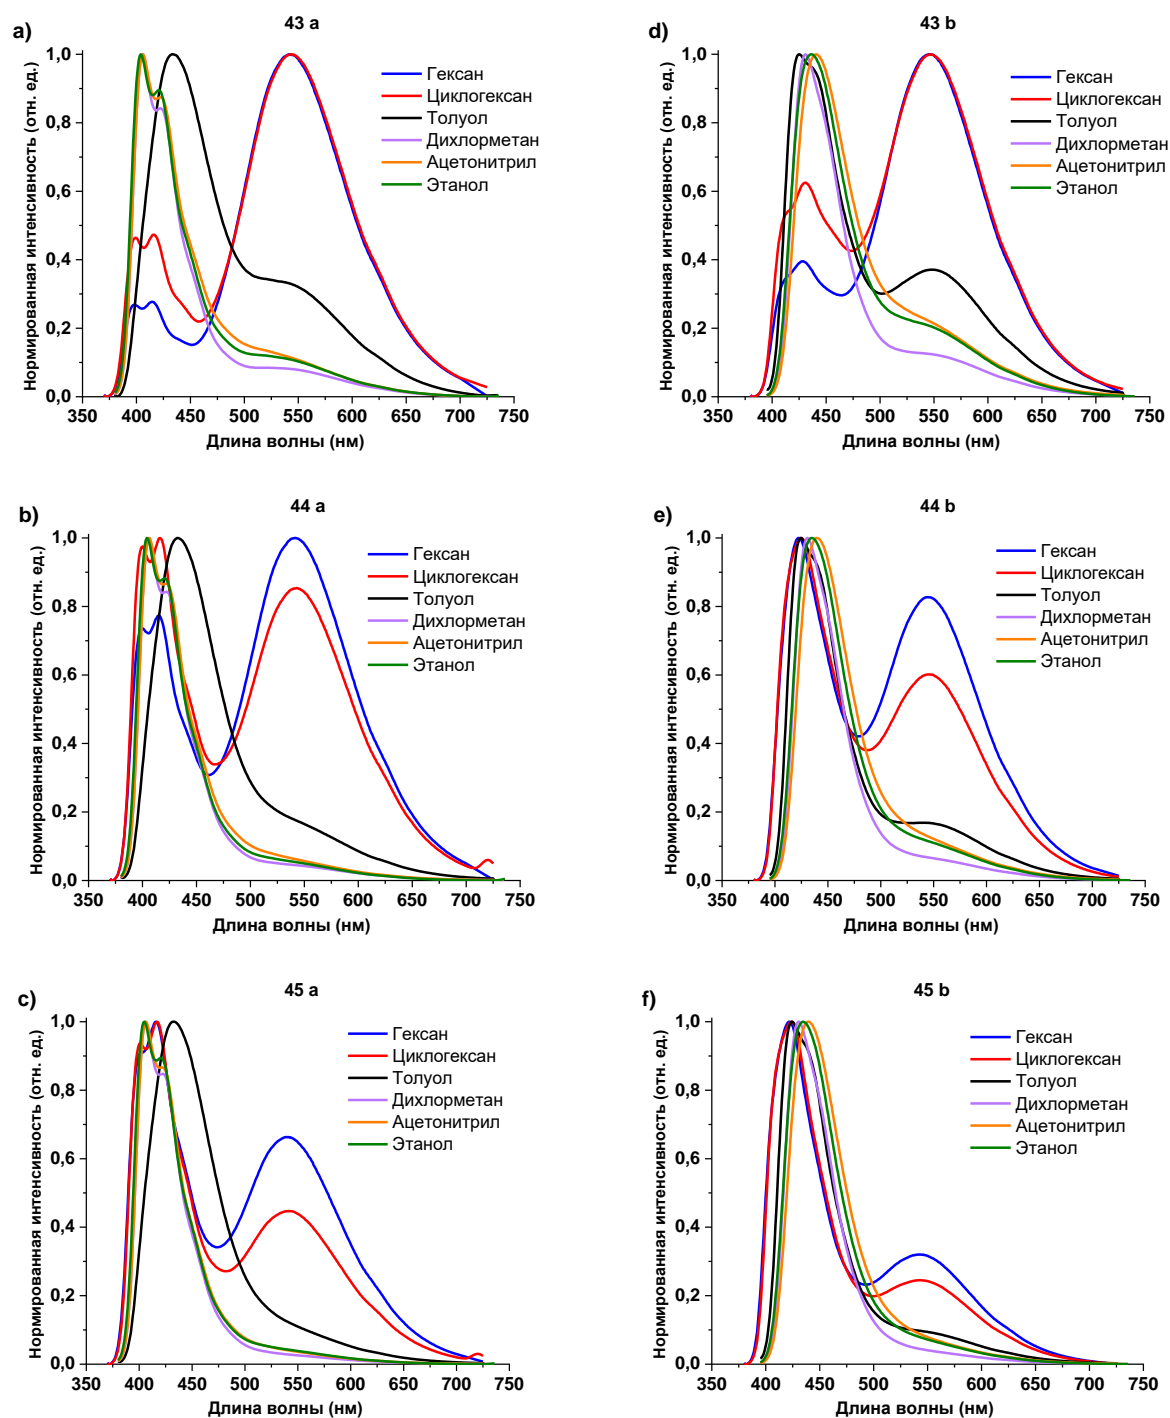 a)
43 a
Нормированная интенсивность (отн. ед.)
1,0
0,8
0,6
0,4
0,2
0,0
Гексан
Циклогексан
Толуол
Дихлорметан
Ацетонитрил
Этанол
350 400 450 500 550 600 650 700 750
Длина волны (нм)
d)
43 b
Нормированная интенсивность (отн. ед.)
1,0
0,8
0,6
0,4
0,2
0,0
Гексан
Циклогексан
Толуол
Дихлорметан
Ацетонитрил
Этанол
350 400 450 500 550 600 650 700 750
Длина волны (нм)
b)
44 a
Нормированная интенсивность (отн. ед.)
1,0
0,8
0,6
0,4
0,2
0,0
Гексан
Циклогексан
Толуол
Дихлорметан
Ацетонитрил
Этанол
350 400 450 500 550 600 650 700 750
Длина волны (нм)
e)
44 b
Нормированная интенсивность (отн. ед.)
1,0
0,8
0,6
0,4
0,2
0,0
Гексан
Циклогексан
Толуол
Дихлорметан
Ацетонитрил
Этанол
350 400 450 500 550 600 650 700 750
Длина волны (нм)
c)
45 a
Нормированная интенсивность (отн. ед.)
1,0
0,8
0,6
0,4
0,2
0,0
Гексан
Циклогексан
Толуол
Дихлорметан
Ацетонитрил
Этанол
350 400 450 500 550 600 650 700 750
Длина волны (нм)
f)
45 b
Нормированная интенсивность (отн. ед.)
1,0
0,8
0,6
0,4
0,2
0,0
Гексан
Циклогексан
Толуол
Дихлорметан
Ацетонитрил
Этанол
350 400 450 500 550 600 650 700 750
Длина волны (нм)